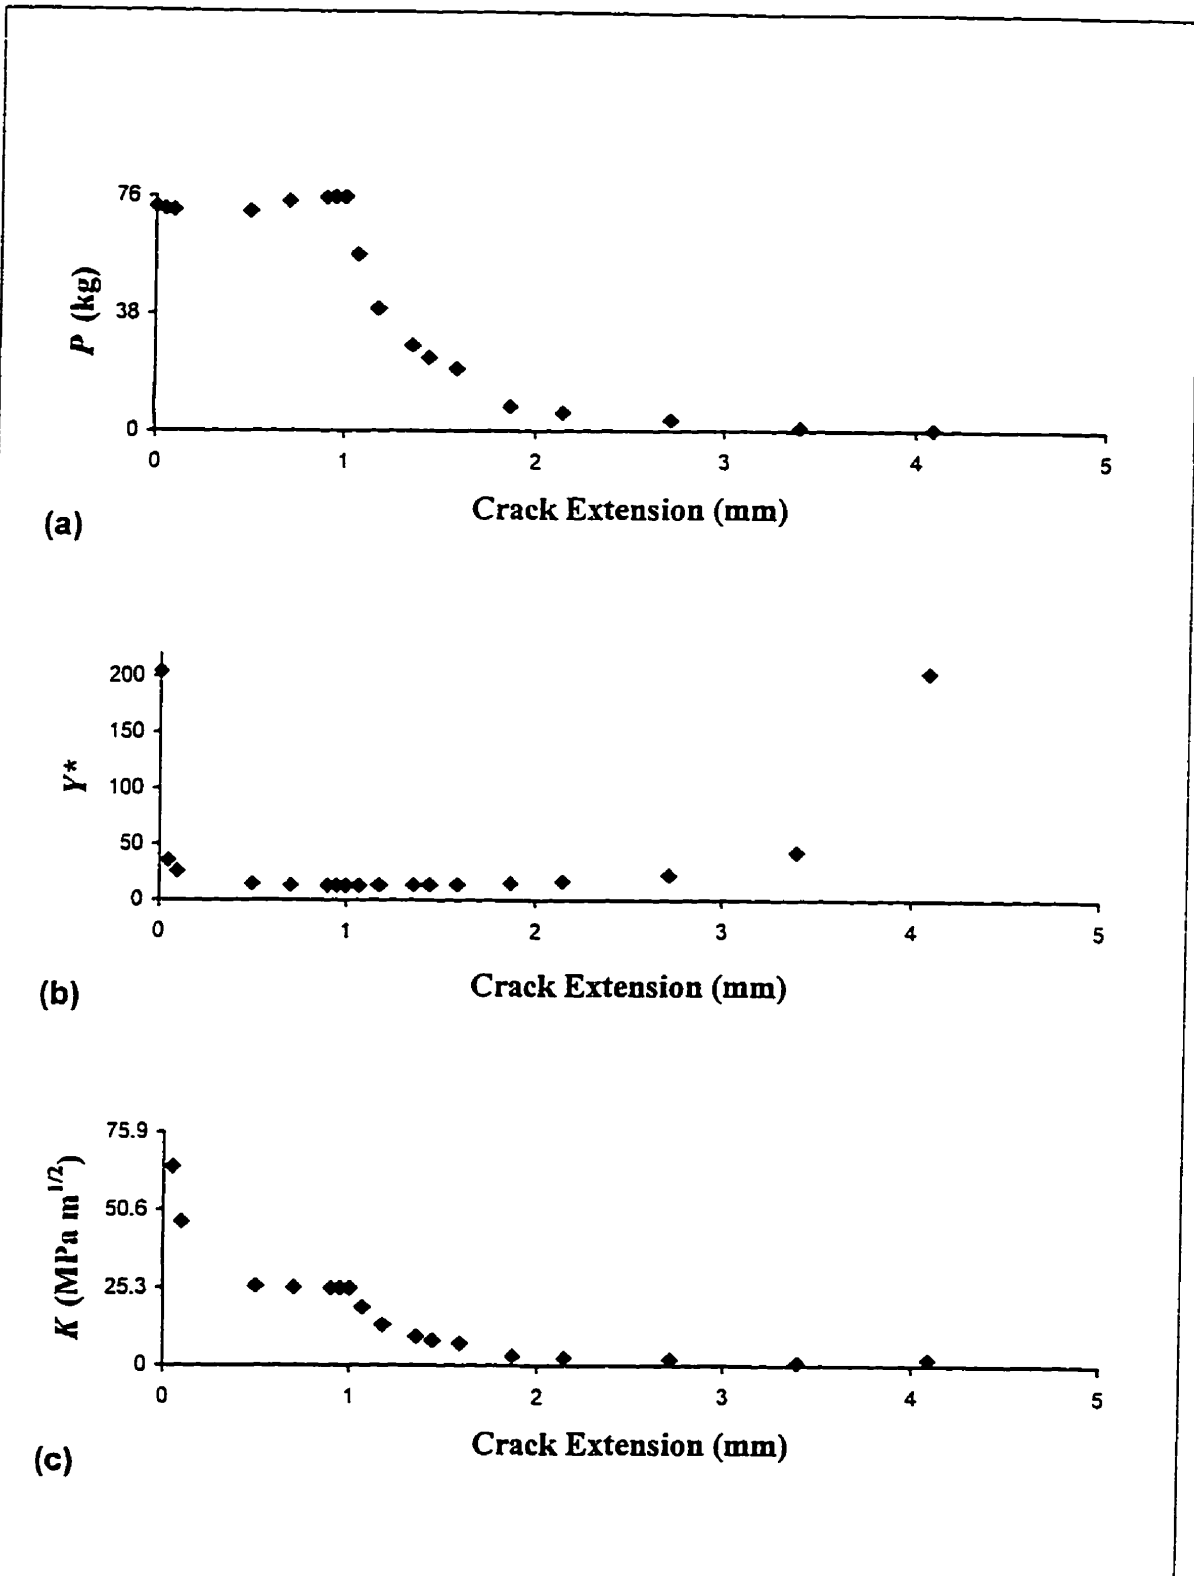 76
38
0
P (kg)
0 1 2 3 4 5
Crack Extension (mm)
(a)
200
150
100
50
0
Y*
0 1 2 3 4 5
Crack Extension (mm)
(b)
75.9
50.6
25.3
0
K (MPa m^1/2)
0 1 2 3 4 5
Crack Extension (mm)
(c)